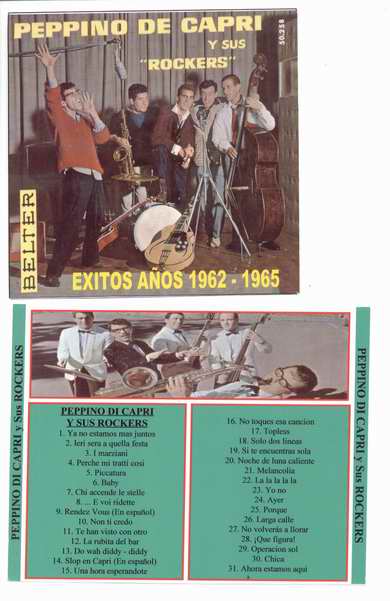 PEPPINO DE CAPRI
Y SUS
"ROCKERS"
50.258
BELTER
EXITOS AÑOS 1962 - 1965
PEPPINO DI CAPRI y Sus ROCKERS
PEPPINO DI CAPRI
Y SUS ROCKERS
1. Ya no estamos mas juntos
2. Ieri sera a quella festa
3. I marziani
4. Perche mi tratti cosi
5. Piccatura
6. Baby
7. Chi accende le stelle
8. ... E voi ridette
9. Rendez Vous (En español)
10. Non ti credo
11. Te han visto con otro
12. La rubita del bar
13. Do wah diddy - diddy
14. Slop en Capri (En español)
15. Una hora esperandote
16. No toques esa cancion
17. Topless
18. Solo dos lineas
19. Si te encuentras sola
20. Noche de luna caliente
21. Melancolia
22. La la la la
23. Yo no
24. Ayer
25. Porque
26. Larga calle
27. No volverás a llorar
28. ¡Que figura!
29. Operacion sol
30. Chica
31. Ahora estamos aqui
PEPPINO DI CAPRI y Sus ROCKERS